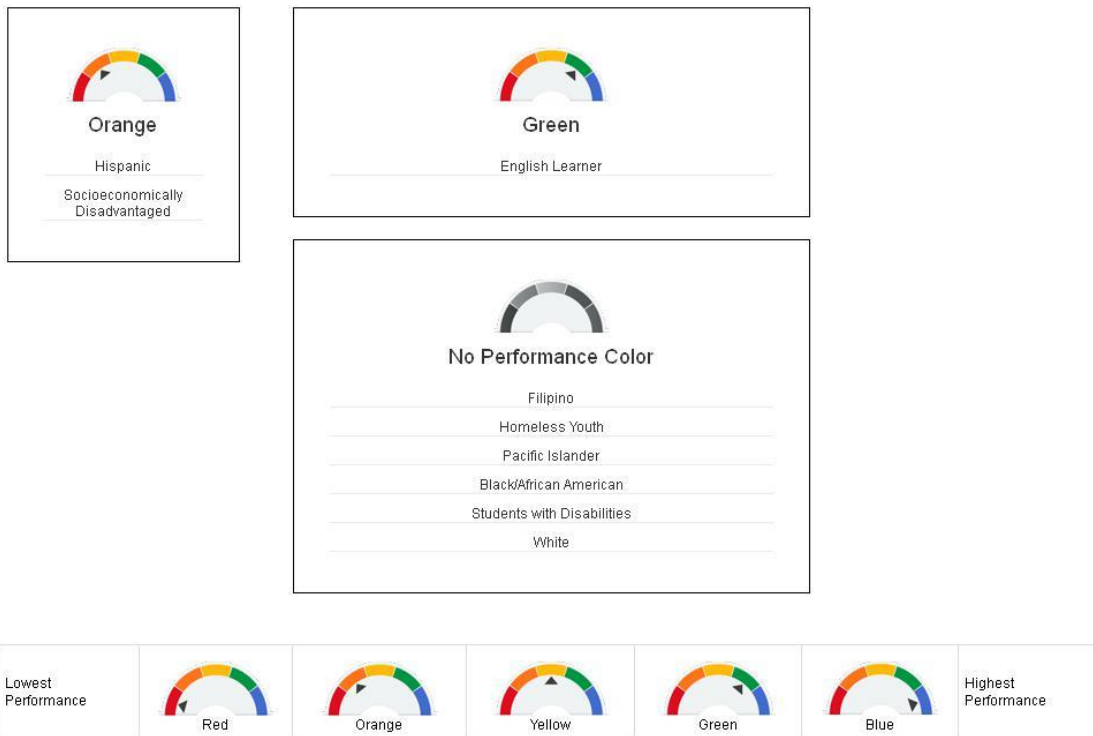 Orange
Hispanic
Socioeconomically
Disadvantaged
Green
English Learner
No Performance Color
Filipino
Homeless Youth
Pacific Islander
Black/African American
Students with Disabilities
White
Lowest
Performance
Red
Orange
Yellow
Green
Blue
Highest
Performance